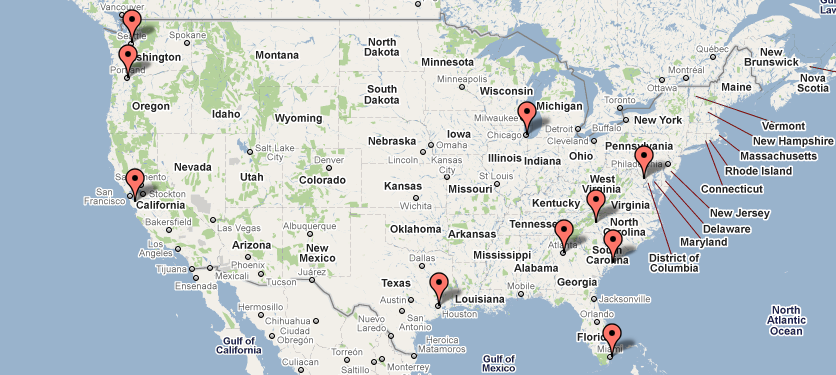 Vancouver
Seattle
Spokane
Washington
Portland
Oregon
Montana
Idaho
Wyoming
North
Dakota
South
Dakota
Minnesota
Minneapolis
Wisconsin
Michigan
Milwaukee
Chicago
Detroit
Toronto
Ottawa
Montréal
Québec
New
Brunswick
Maine
Nova
Scotia
New York
Vermont
New Hampshire
Massachusetts
Rhode Island
Connecticut
New Jersey
Delaware
Maryland
District of
Columbia
Pennsylvania
Philadelphia
Cleveland
Ohio
Indiana
Illinois
Iowa
Nebraska
Omaha
Lincoln
Salt Lake
City
Denver
Colorado
Utah
Nevada
Sacramento
Stockton
San
Francisco
California
Bakersfield
Las Vegas
Los
Angeles
Kansas
City
Kansas
Wichita
Missouri
St Louis
Kentucky
West
Virginia
Virginia
North
Carolina
Tennessee
South
Carolina
Atlanta
Georgia
Alabama
Mississippi
Arkansas
Oklahoma
Albuquerque
New
Mexico
Arizona
Phoenix
Tucson
Tijuana
Mexicali
Ensenada
Juárez
Texas
Dallas
Austin
San
Antonio
Houston
Louisiana
Mobile
Jacksonville
Orlando
Florida
Miami
Hermosillo
Chihuahua
Ciudad
Obregón
Culiacan
Torreón
Nuevo
Laredo
Monterrey
Heroica
Matamoros
Gulf of
California
Gulf of
Mexico
North
Atlantic
Ocean